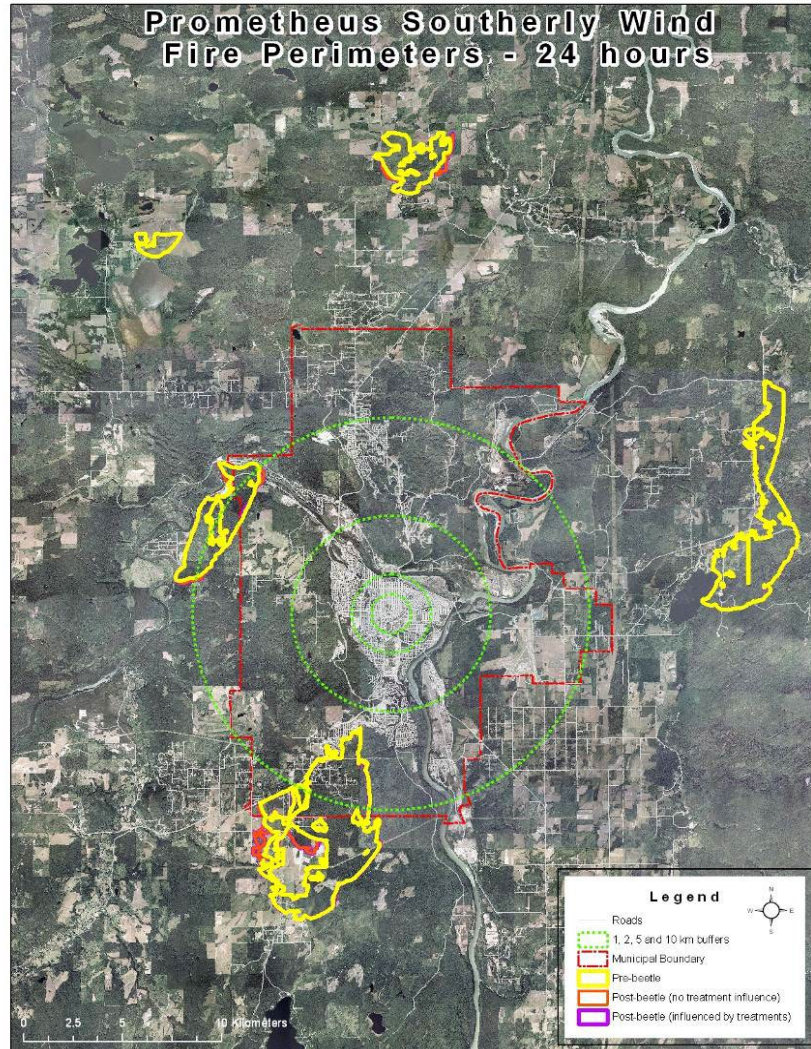 Prometheus Southerly Wind
Fire Perimeters - 24 hours
Legend
N
W
E
S
Roads
1, 2, 5 and 10 km buffers
Municipal Boundary
Pre-beetle
Post-beetle (no treatment influence)
Post-beetle (influenced by treatments)
0 2.5 5 10 Kilometers